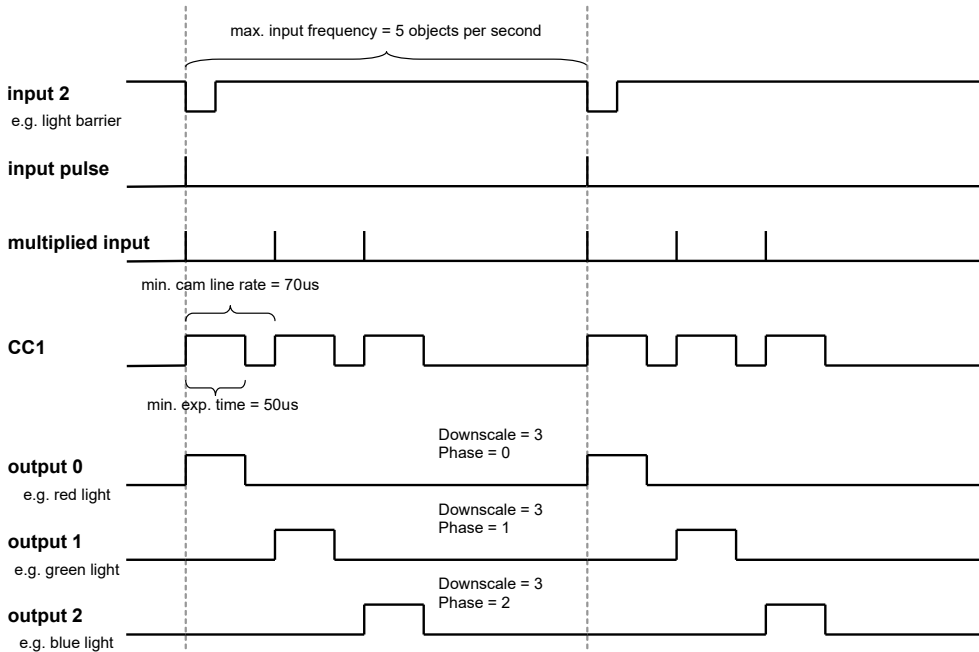 max. input frequency = 5 objects per second
input 2
e.g. light barrier
input pulse
multiplied input
min. cam line rate = 70us
CC1
min. exp. time = 50us
Downscale = 3
Phase = 0
output 0
e.g. red light
Downscale = 3
Phase = 1
output 1
e.g. green light
Downscale = 3
Phase = 2
output 2
e.g. blue light